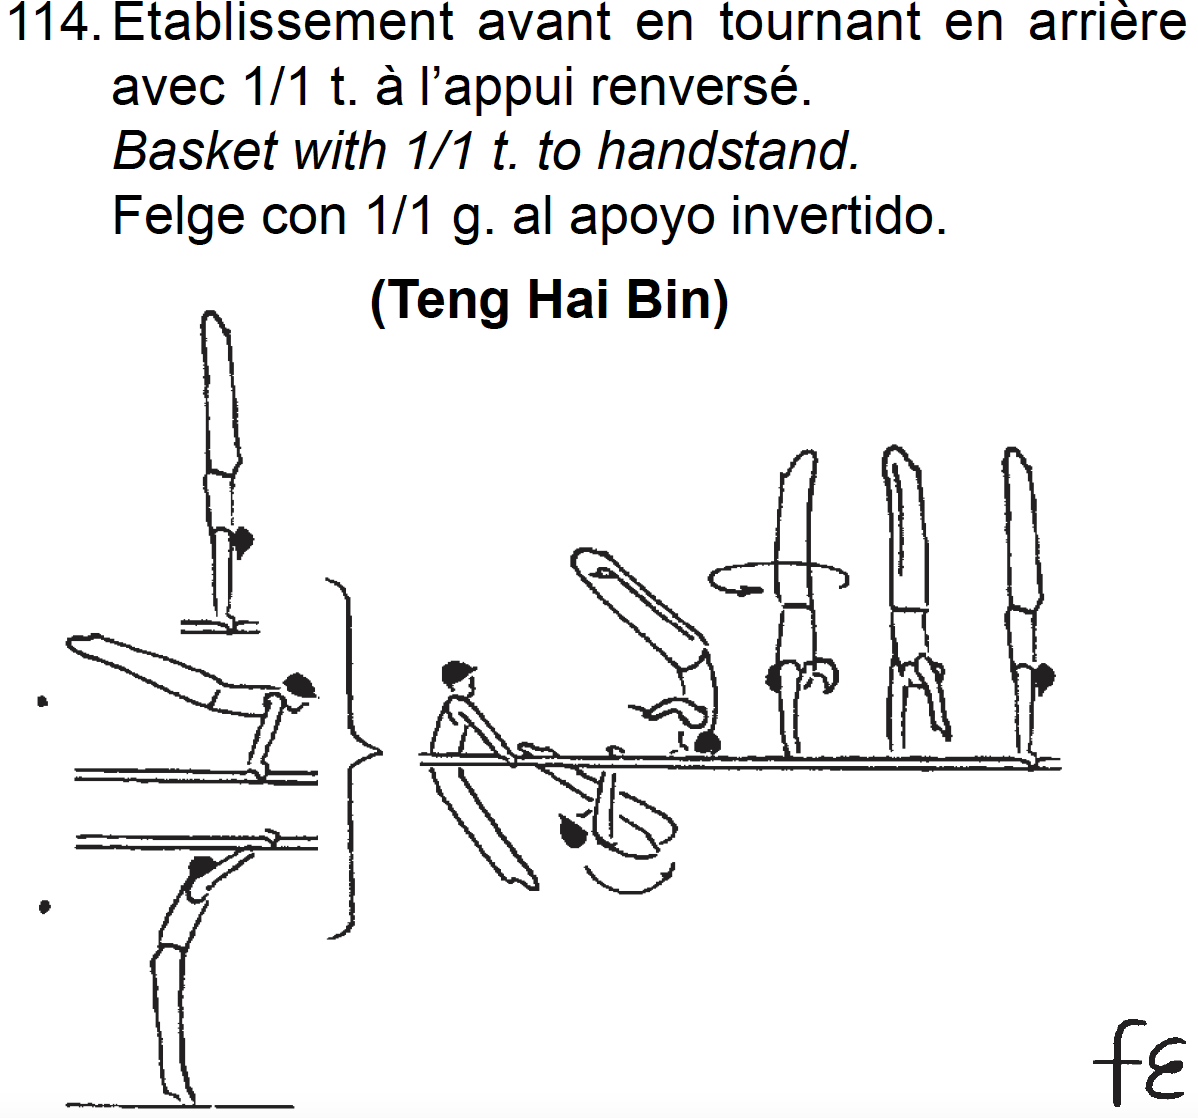 114. Etablissement avant en tournant en arrière
avec 1/1 t. à l’appui renversé.
Basket with 1/1 t. to handstand.
Felge con 1/1 g. al apoyo invertido.
(Teng Hai Bin)